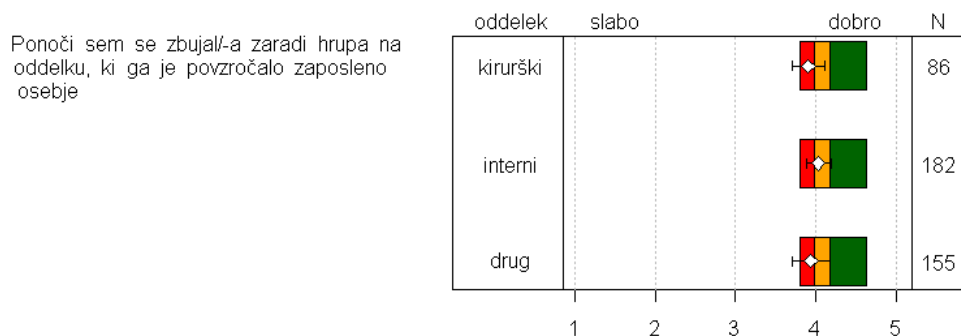 oddelek slabo dobro N
Ponoči sem se zbujal/-a zaradi hrupa na
oddelku, ki ga je povzročalo zaposleno
osebje
kirurški 86
interni 182
drug 155
1 2 3 4 5